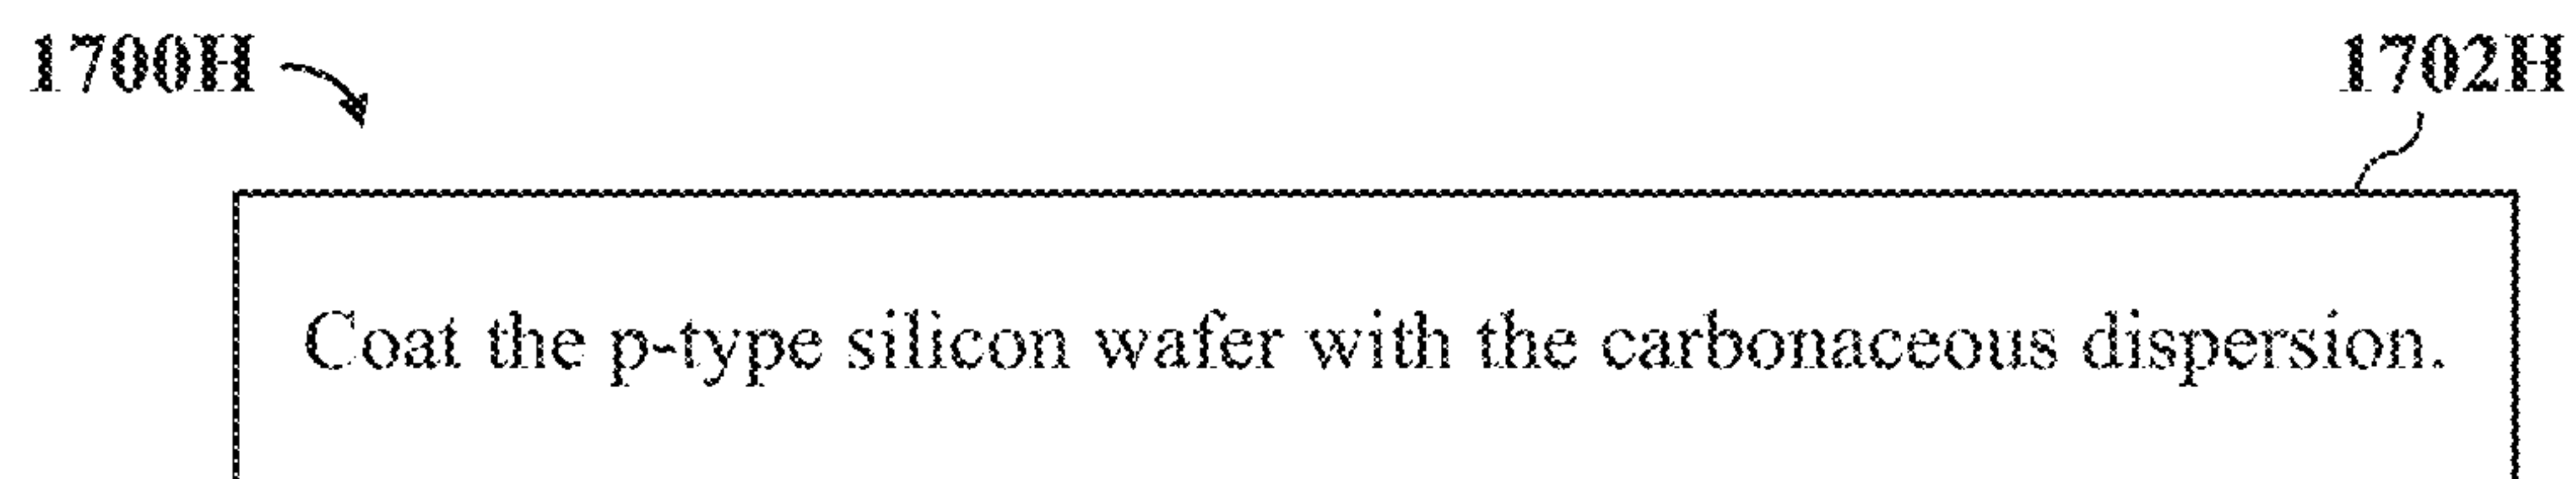 1700H
1702H
Coat the p-type silicon wafer with the carbonaceous dispersion.